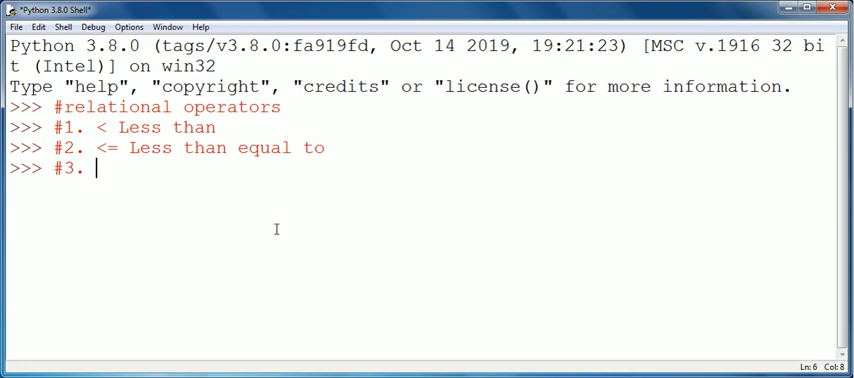 *Python 3.8.0 Shell*
File Edit Shell Debug Options Window Help
Python 3.8.0 (tags/v3.8.0:fa919fd, Oct 14 2019, 19:21:23) [MSC v.1916 32 bi
t (Intel)] on win32
Type "help", "copyright", "credits" or "license()" for more information.
>>> #relational operators
>>> #1. < Less than
>>> #2. <= Less than equal to
>>> #3.
Ln: 6 Col: 8